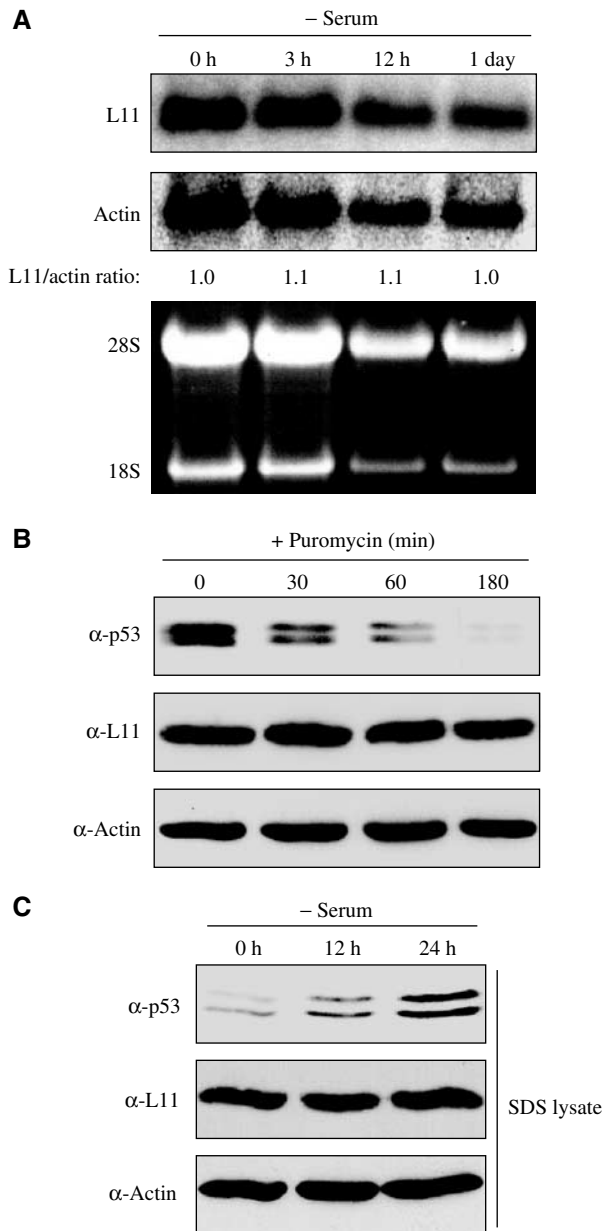 A
– Serum
0 h 3 h 12 h 1 day
L11
Actin
L11/actin ratio: 1.0 1.1 1.1 1.0
28S
18S
B
+ Puromycin (min)
0 30 60 180
α-p53
α-L11
α-Actin
C
– Serum
0 h 12 h 24 h
α-p53
α-L11
SDS lysate
α-Actin